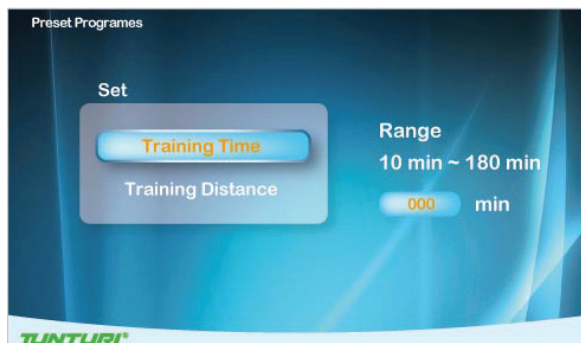 Preset Programes
Set
Training Time
Training Distance
Range
10 min ~ 180 min
000 min
TUNTURI®